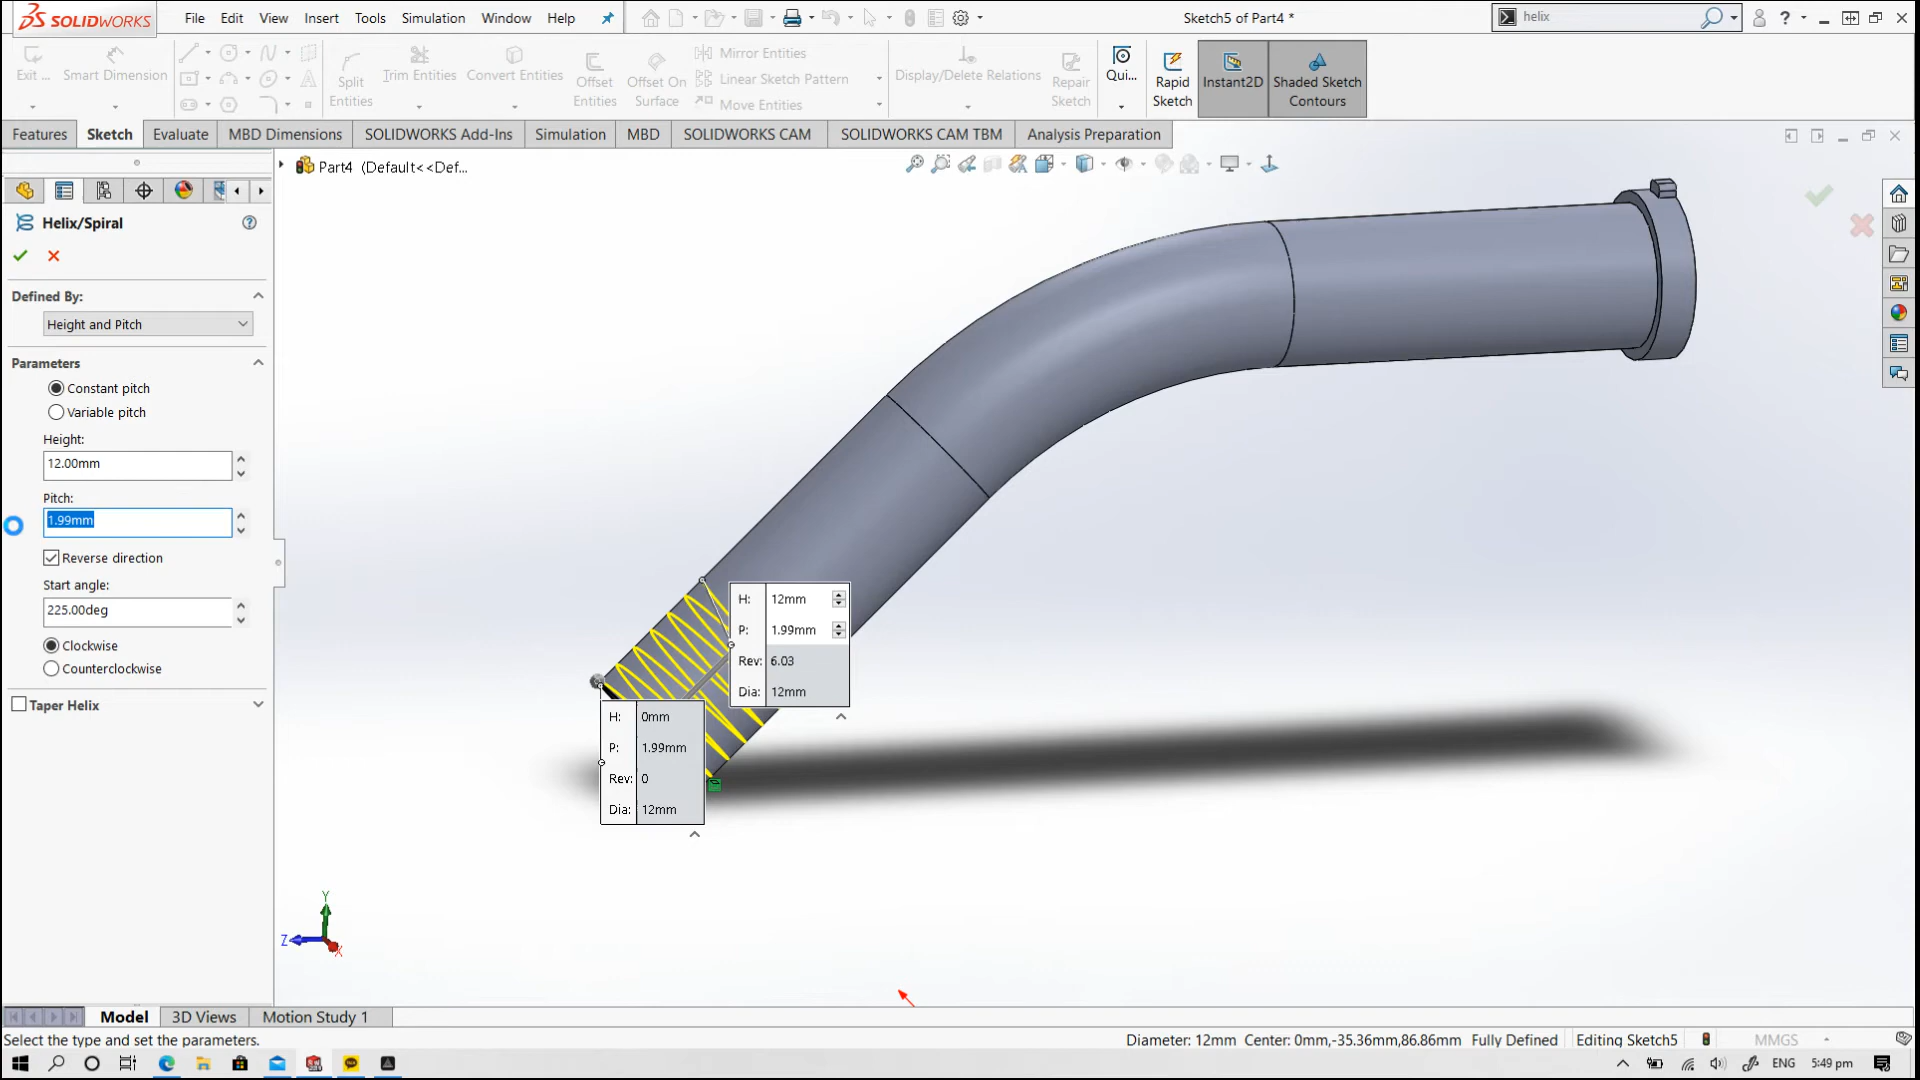 SOLIDWORKS File Edit View Insert Tools Simulation Window Help Sketch5 of Part4 * helix
Exit ... Smart Dimension Split Entities Trim Entities Convert Entities Offset Entities Offset On Surface Mirror Entities Linear Sketch Pattern Move Entities Display/Delete Relations Repair Sketch Qui... Rapid Sketch Instant2D Shaded Sketch Contours
Features Sketch Evaluate MBD Dimensions SOLIDWORKS Add-Ins Simulation MBD SOLIDWORKS CAM SOLIDWORKS CAM TBM Analysis Preparation
Part4 (Default<<Def...
Helix/Spiral
Defined By:
Height and Pitch
Parameters
Constant pitch
Variable pitch
Height:
12.00mm
Pitch:
1.99mm
Reverse direction
Start angle:
225.00deg
Clockwise
Counterclockwise
Taper Helix
H: 12mm
P: 1.99mm
Rev: 6.03
Dia: 12mm
H: 0mm
P: 1.99mm
Rev: 0
Dia: 12mm
Y
Z
X
Model 3D Views Motion Study 1
Select the type and set the parameters. Diameter: 12mm Center: 0mm,-35.36mm,86.86mm Fully Defined Editing Sketch5 MMGS
ENG 5:49 pm